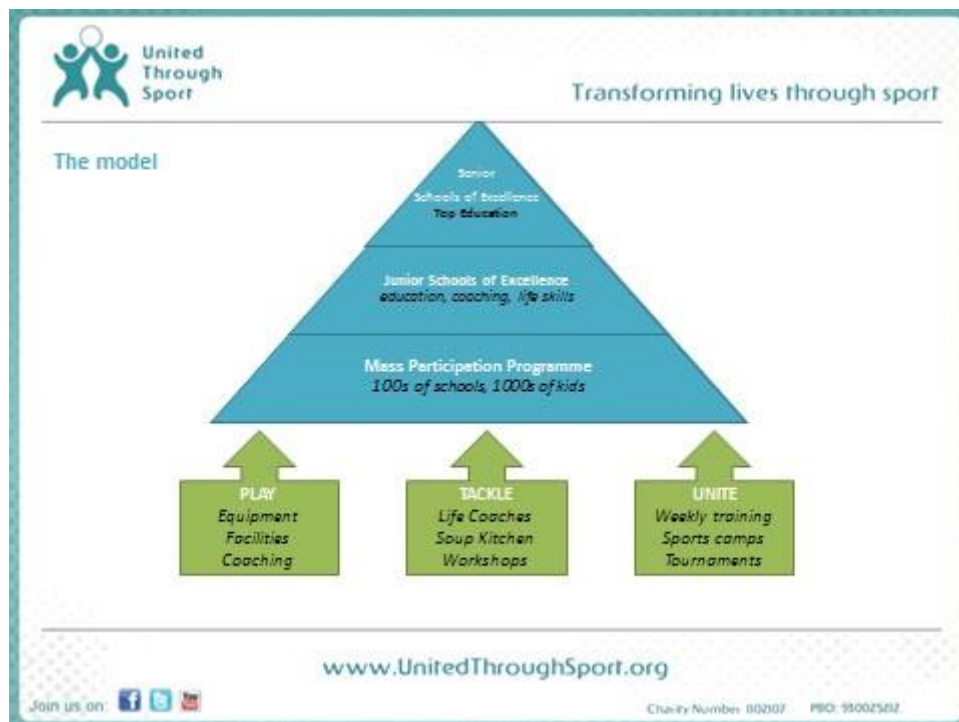 United
Through
Sport
Transforming lives through sport
The model
Senior
Schools of Excellence
Top Education
Junior Schools of Excellence
education, coaching, life skills
Mass Participation Programme
100s of schools, 1000s of kids
PLAY
Equipment
Facilities
Coaching
TACKLE
Life Coaches
Soup Kitchen
Workshops
UNITE
Weekly training
Sports camps
Tournaments
www.UnitedThroughSport.org
Join us on:
Charity Number: PBO: